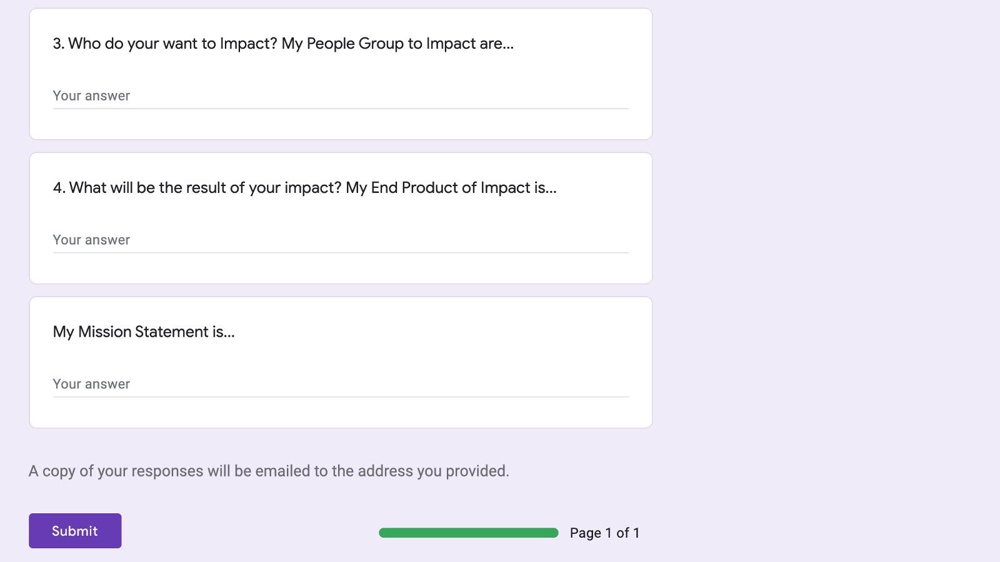 3. Who do your want to Impact? My People Group to Impact are...
Your answer
4. What will be the result of your impact? My End Product of Impact is...
Your answer
My Mission Statement is...
Your answer
A copy of your responses will be emailed to the address you provided.
Submit
Page 1 of 1